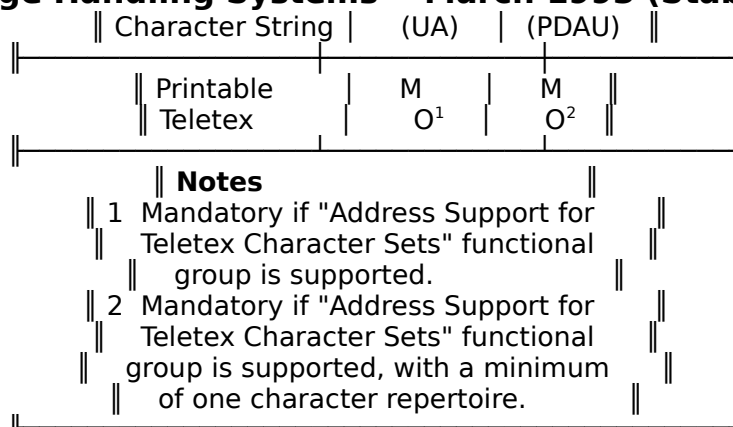 ge Handling Systems - March 1993 (Stab
║ Character String │ (UA) │ (PDAU) ║
║ Printable │ M │ M ║
║ Teletex │ O¹ │ O² ║
║ Notes ║
║ 1 Mandatory if "Address Support for ║
║ Teletex Character Sets" functional ║
║ group is supported. ║
║ 2 Mandatory if "Address Support for ║
║ Teletex Character Sets" functional ║
║ group is supported, with a minimum ║
║ of one character repertoire. ║